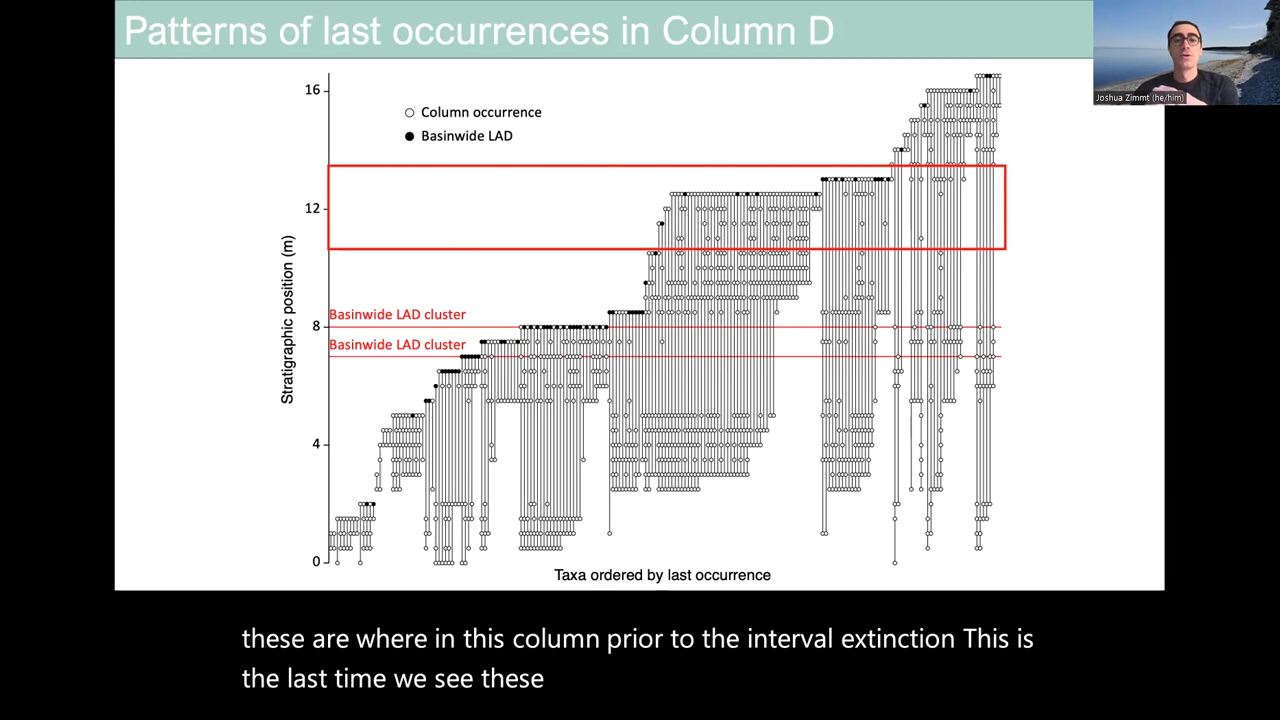 Patterns of last occurrences in Column D
Joshua Zimmt (he/him)
16
Column occurrence
Basinwide LAD
12
Stratigraphic position (m)
Basinwide LAD cluster
8
Basinwide LAD cluster
4
0
Taxa ordered by last occurrence
these are where in this column prior to the interval extinction This is
the last time we see these